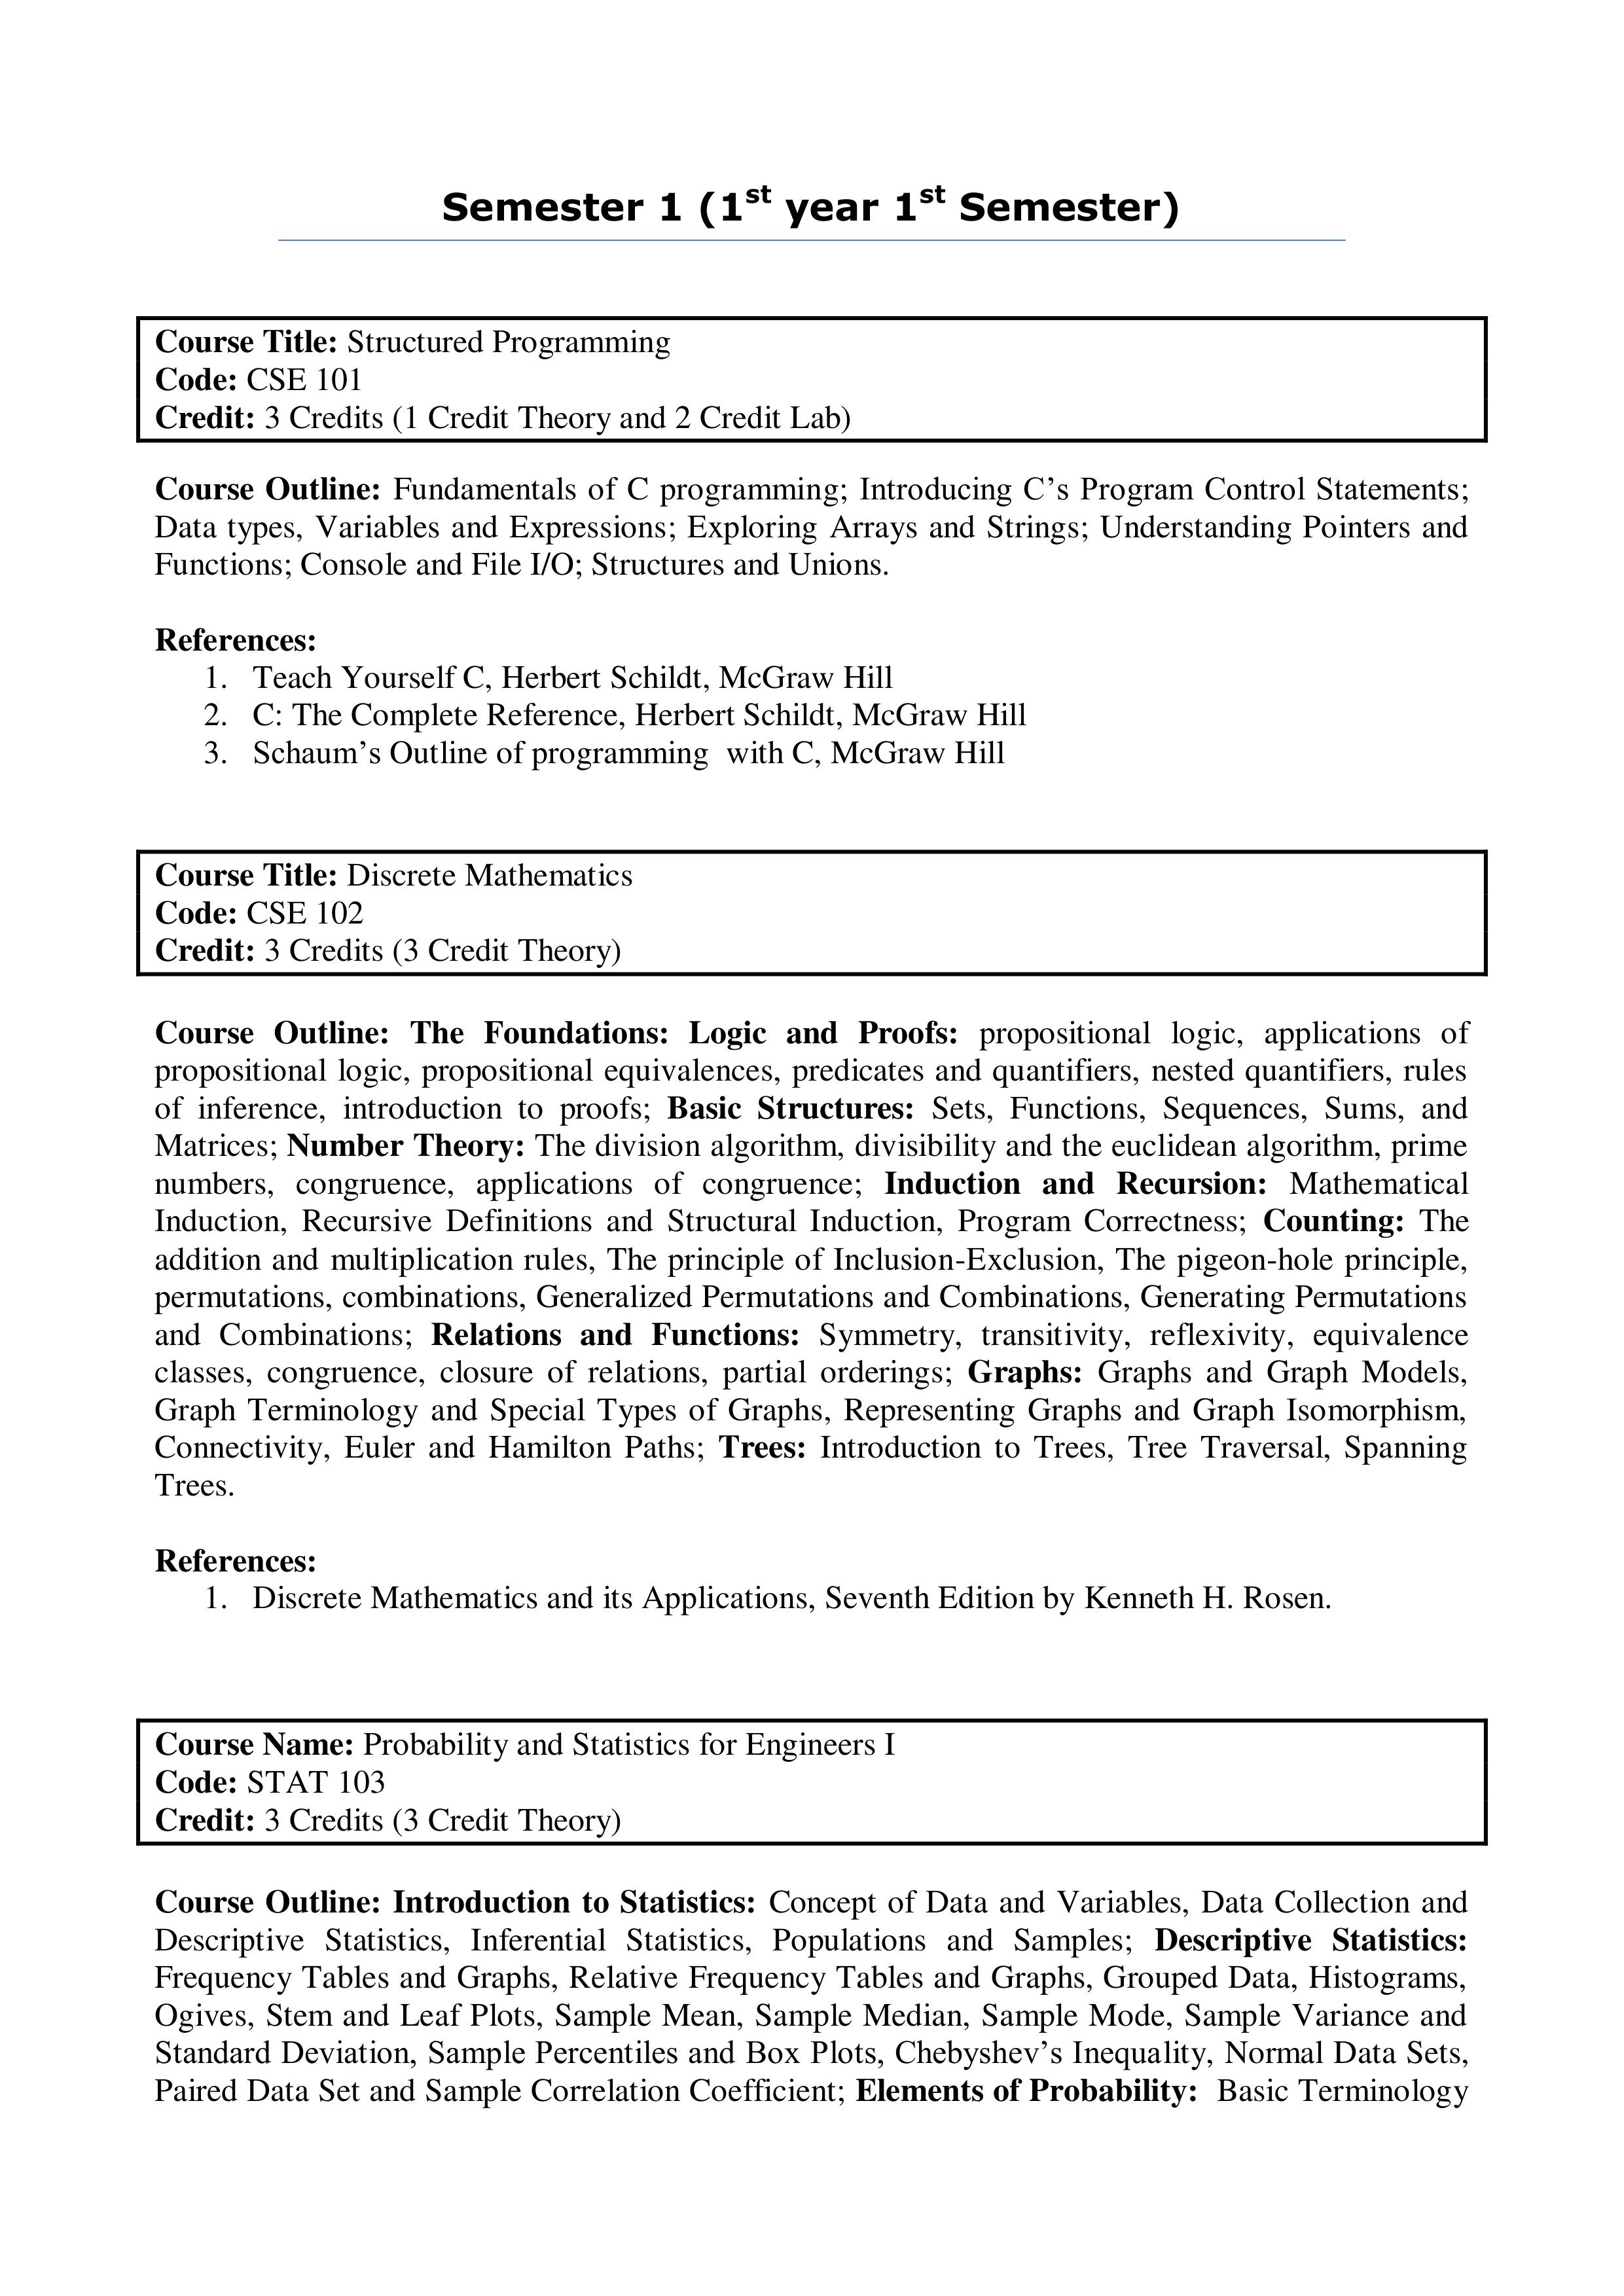 Semester 1 (1st year 1st Semester)
Course Title: Structured Programming
Code: CSE 101
Credit: 3 Credits (1 Credit Theory and 2 Credit Lab)
Course Outline: Fundamentals of C programming; Introducing C’s Program Control Statements;
Data types, Variables and Expressions; Exploring Arrays and Strings; Understanding Pointers and
Functions; Console and File I/O; Structures and Unions.
References:
1. Teach Yourself C, Herbert Schildt, McGraw Hill
2. C: The Complete Reference, Herbert Schildt, McGraw Hill
3. Schaum’s Outline of programming with C, McGraw Hill
Course Title: Discrete Mathematics
Code: CSE 102
Credit: 3 Credits (3 Credit Theory)
Course Outline: The Foundations: Logic and Proofs: propositional logic, applications of
propositional logic, propositional equivalences, predicates and quantifiers, nested quantifiers, rules
of inference, introduction to proofs; Basic Structures: Sets, Functions, Sequences, Sums, and
Matrices; Number Theory: The division algorithm, divisibility and the euclidean algorithm, prime
numbers, congruence, applications of congruence; Induction and Recursion: Mathematical
Induction, Recursive Definitions and Structural Induction, Program Correctness; Counting: The
addition and multiplication rules, The principle of Inclusion-Exclusion, The pigeon-hole principle,
permutations, combinations, Generalized Permutations and Combinations, Generating Permutations
and Combinations; Relations and Functions: Symmetry, transitivity, reflexivity, equivalence
classes, congruence, closure of relations, partial orderings; Graphs: Graphs and Graph Models,
Graph Terminology and Special Types of Graphs, Representing Graphs and Graph Isomorphism,
Connectivity, Euler and Hamilton Paths; Trees: Introduction to Trees, Tree Traversal, Spanning
Trees.
References:
1. Discrete Mathematics and its Applications, Seventh Edition by Kenneth H. Rosen.
Course Name: Probability and Statistics for Engineers I
Code: STAT 103
Credit: 3 Credits (3 Credit Theory)
Course Outline: Introduction to Statistics: Concept of Data and Variables, Data Collection and
Descriptive Statistics, Inferential Statistics, Populations and Samples; Descriptive Statistics:
Frequency Tables and Graphs, Relative Frequency Tables and Graphs, Grouped Data, Histograms,
Ogives, Stem and Leaf Plots, Sample Mean, Sample Median, Sample Mode, Sample Variance and
Standard Deviation, Sample Percentiles and Box Plots, Chebyshev’s Inequality, Normal Data Sets,
Paired Data Set and Sample Correlation Coefficient; Elements of Probability: Basic Terminology